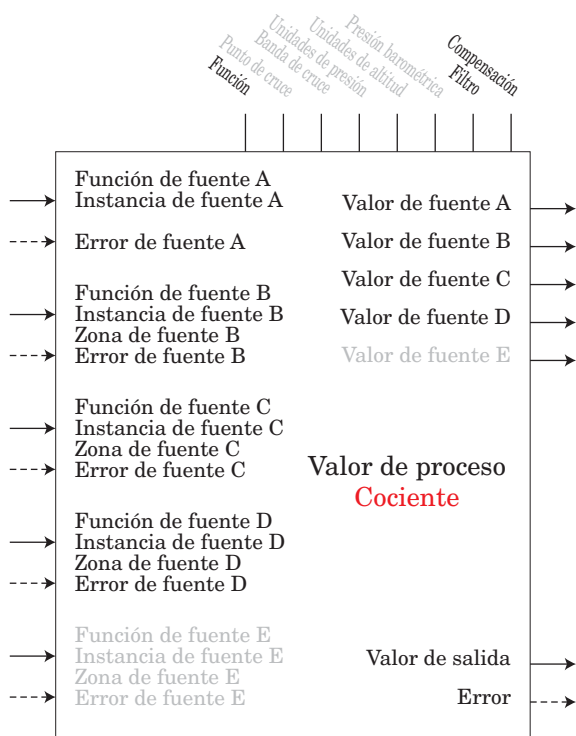 Función
Punto de cruce
Banda de cruce
Unidades de presión
Unidades de altitud
Presión barométrica
Filtro
Compensación
Función de fuente A
Instancia de fuente A
Error de fuente A
Función de fuente B
Instancia de fuente B
Zona de fuente B
Error de fuente B
Función de fuente C
Instancia de fuente C
Zona de fuente C
Error de fuente C
Función de fuente D
Instancia de fuente D
Zona de fuente D
Error de fuente D
Función de fuente E
Instancia de fuente E
Zona de fuente E
Error de fuente E
Valor de fuente A
Valor de fuente B
Valor de fuente C
Valor de fuente D
Valor de fuente E
Valor de proceso
Cociente
Valor de salida
Error